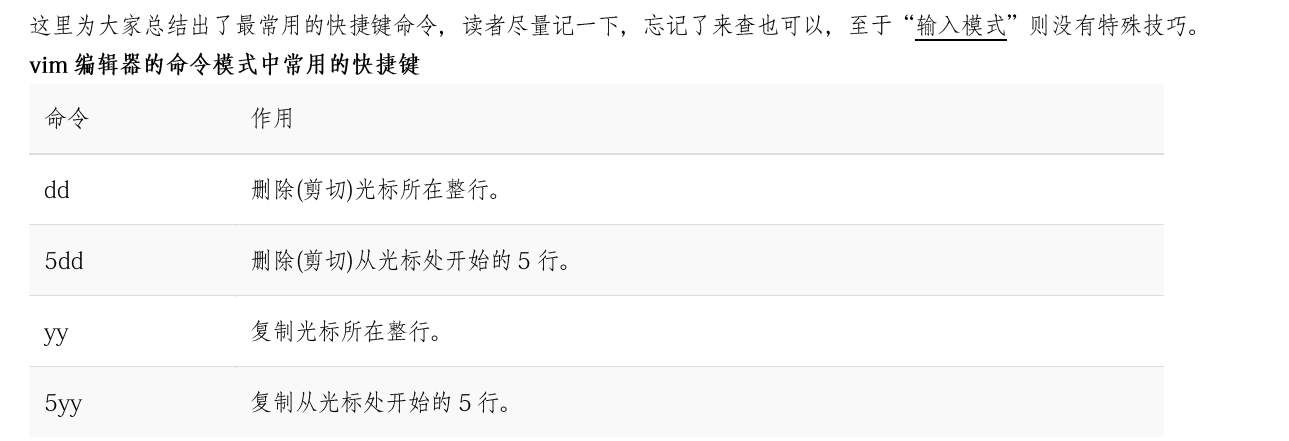 这里为大家总结出了最常用的快捷键命令，读者尽量记一下，忘记了来查也可以，至于“输入模式”则没有特殊技巧。
vim 编辑器的命令模式中常用的快捷键
命令 作用
dd 删除(剪切)光标所在整行。
5dd 删除(剪切)从光标处开始的 5 行。
yy 复制光标所在整行。
5yy 复制从光标处开始的 5 行。